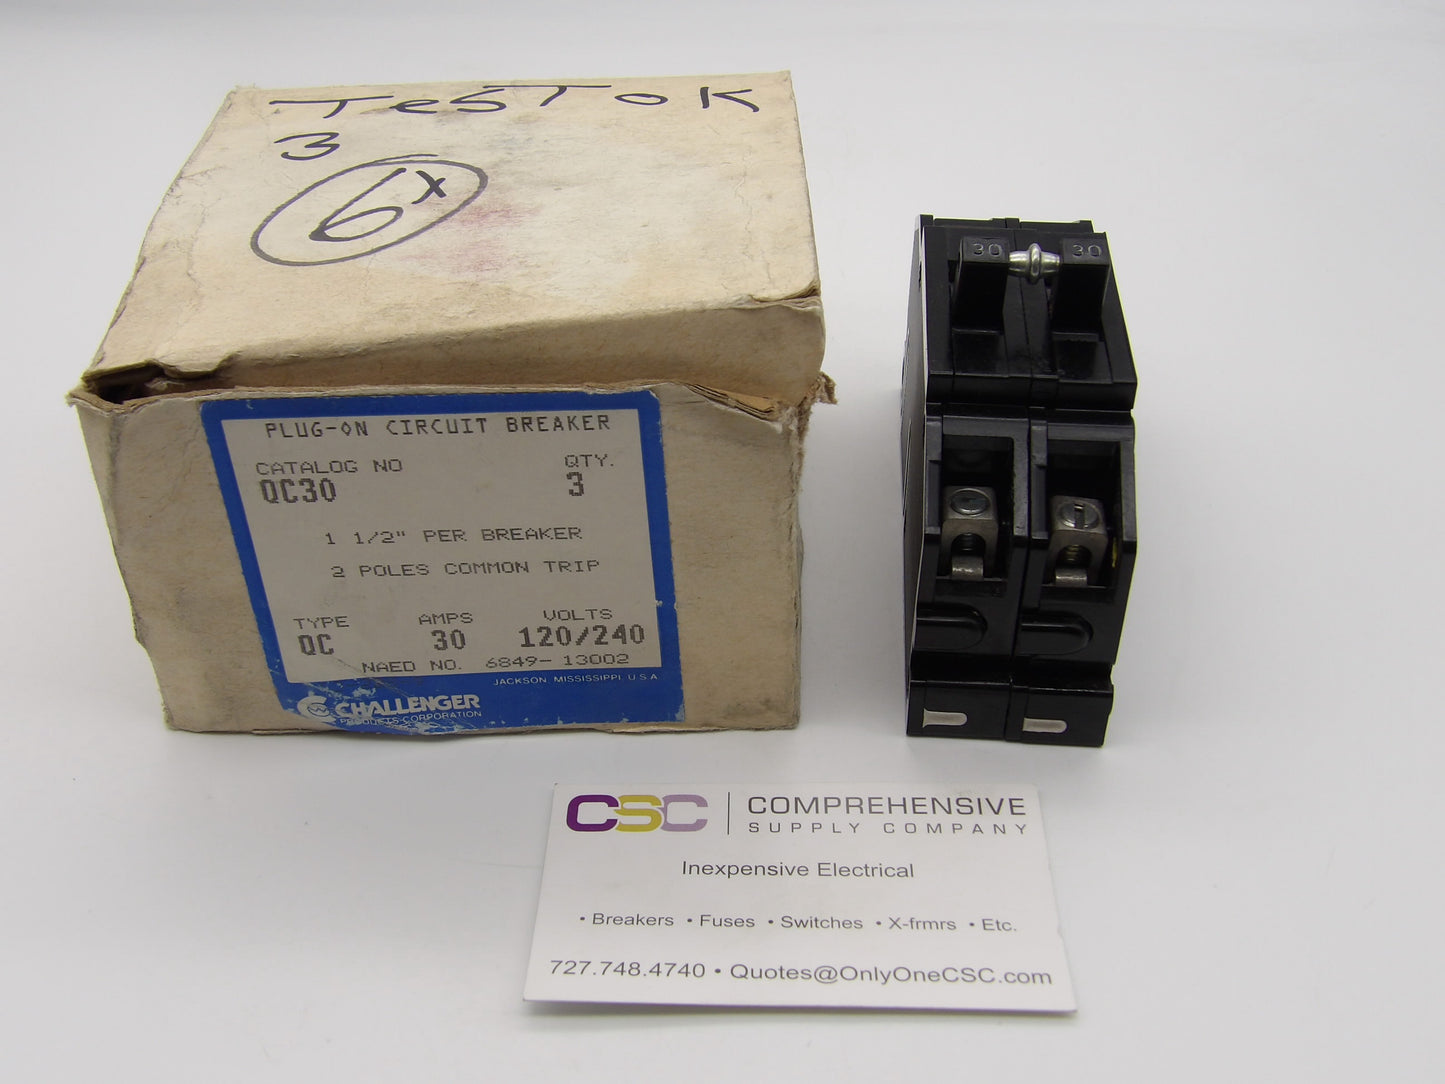 TeST OK
3
6x
PLUG-ON CIRCUIT BREAKER
CATALOG NO QTY.
QC30 3
1 1/2" PER BREAKER
2 POLES COMMON TRIP
TYPE AMPS VOLTS
QC 30 120/240
NAED NO. 6849-13002
JACKSON, MISSISSIPPI, U.S.A
CHALLENGER
PRODUCTS CORPORATION
30 30
CSC COMPREHENSIVE
SUPPLY COMPANY
Inexpensive Electrical
• Breakers • Fuses • Switches • X-frmrs • Etc.
727.748.4740 • Quotes@OnlyOneCSC.com